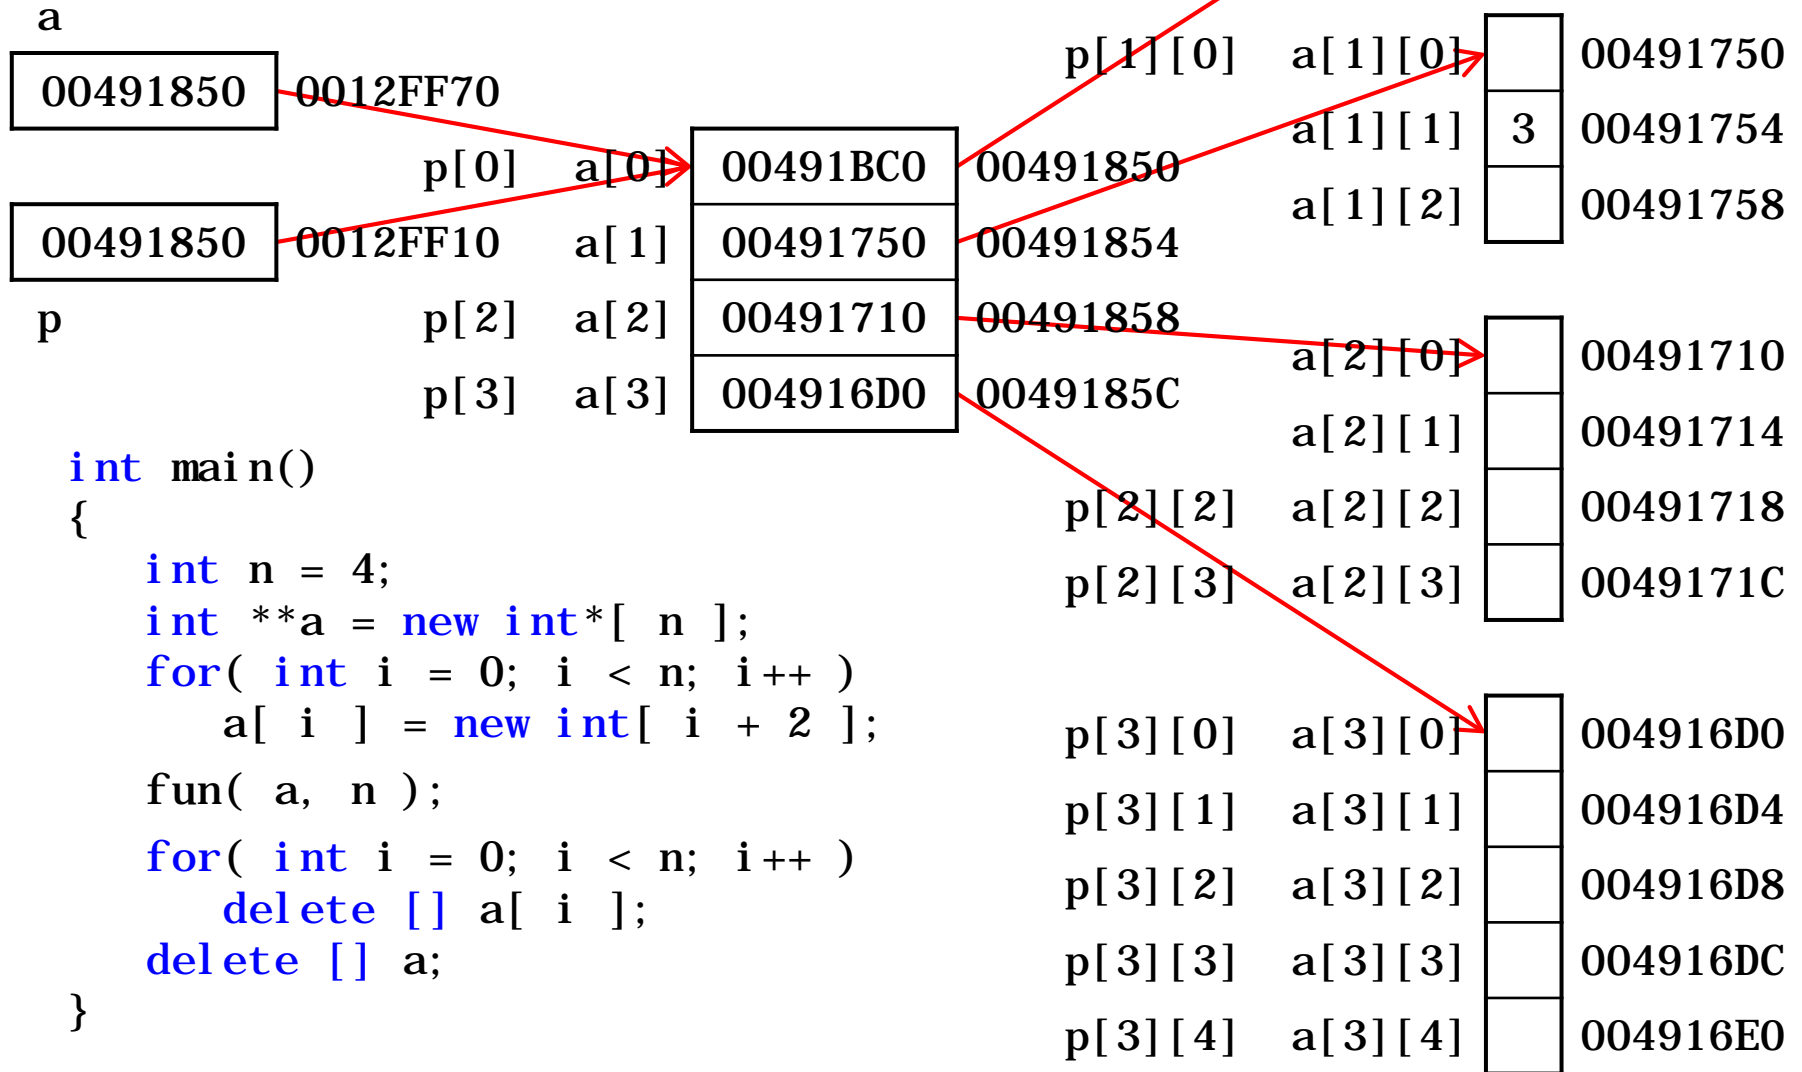 a
00491850 0012FF70
p[0] a[0] 00491BC0 00491850
00491850 0012FF10 a[1] 00491750 00491854
p p[2] a[2] 00491710 00491858
p[3] a[3] 004916D0 0049185C
p[1][0] a[1][0] 00491750
a[1][1] 3 00491754
a[1][2] 00491758
a[2][0] 00491710
a[2][1] 00491714
p[2][2] a[2][2] 00491718
p[2][3] a[2][3] 0049171C
p[3][0] a[3][0] 004916D0
p[3][1] a[3][1] 004916D4
p[3][2] a[3][2] 004916D8
p[3][3] a[3][3] 004916DC
p[3][4] a[3][4] 004916E0
int main()
{
int n = 4;
int **a = new int*[ n ];
for( int i = 0; i < n; i++ )
a[ i ] = new int[ i + 2 ];
fun( a, n );
for( int i = 0; i < n; i++ )
delete [] a[ i ];
delete [] a;
}